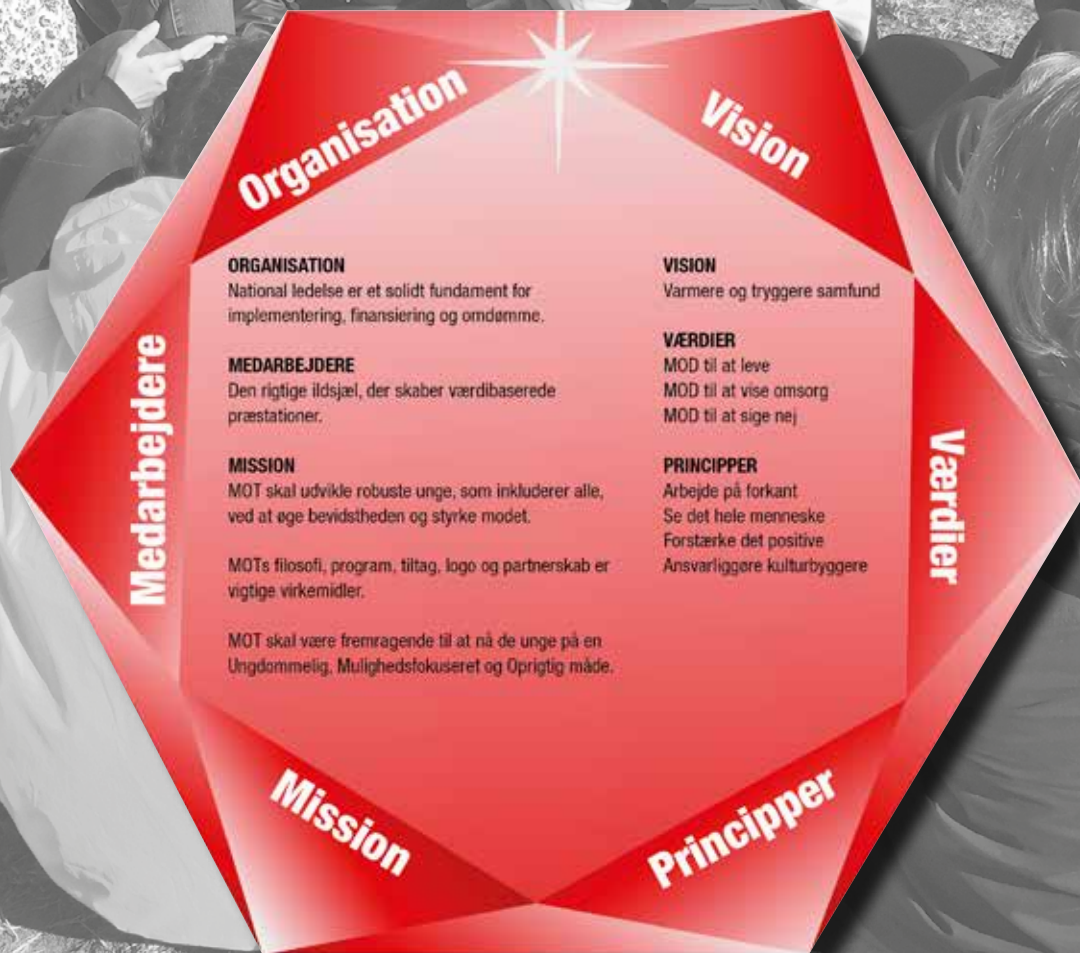 Organisation
Vision
ORGANISATION
National ledelse er et solidt fundament for
implementering, finansiering og omdømme.
MEDARBEJDERE
Den rigtige ildsjæl, der skaber værdibaserede
præstationer.
MISSION
MOT skal udvikle robuste unge, som inkluderer alle,
ved at øge bevidstheden og styrke modet.
MOTs filosofi, program, tiltag, logo og partnerskab er
vigtige virkemidler.
MOT skal være fremragende til at nå de unge på en
Ungdommelig, Mulighedsfokuseret og Oprigtig måde.
VISION
Varmere og tryggere samfund
VÆRDIER
MOD til at leve
MOD til at vise omsorg
MOD til at sige nej
PRINCIPPER
Arbejde på forkant
Se det hele menneske
Forstærke det positive
Ansvarliggøre kulturbyggere
Medarbejdere
Værdier
Mission
Principper